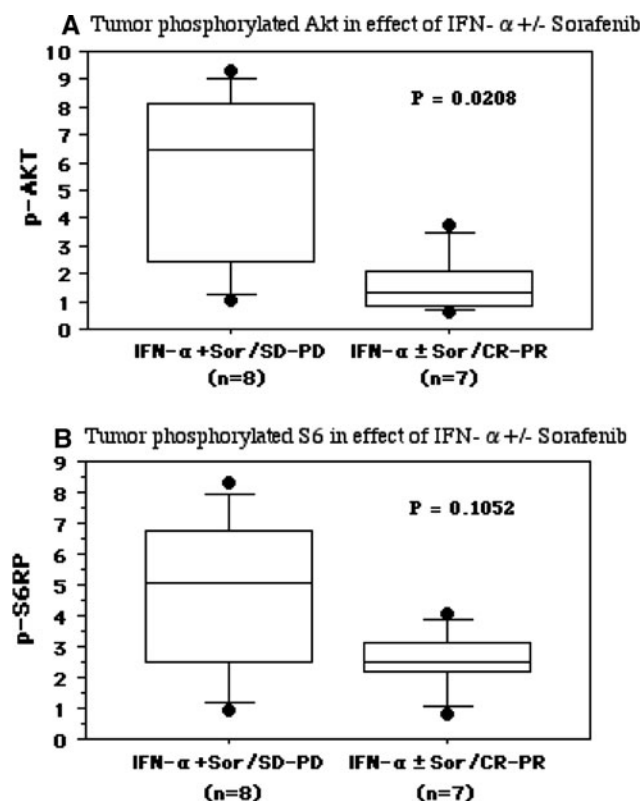 A Tumor phosphorylated Akt in effect of IFN- α +/- Sorafenib
10
9
8
7
6
5
4
3
2
1
0
p-AKT
P = 0.0208
IFN-α +Sor/SD-PD IFN-α ± Sor/CR-PR
(n=8) (n=7)
B Tumor phosphorylated S6 in effect of IFN- α +/- Sorafenib
9
8
7
6
5
4
3
2
1
0
p-S6RP
P = 0.1052
IFN-α +Sor/SD-PD IFN-α ± Sor/CR-PR
(n=8) (n=7)